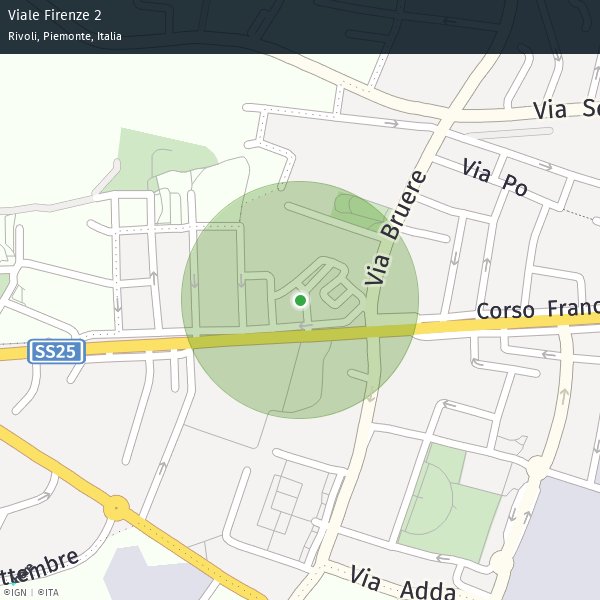 Viale Firenze 2
Rivoli, Piemonte, Italia
Via Se
Via Po
Via Bruere
Corso Franc
SS25
ttembre
Via Adda
©IGN | ©ITA